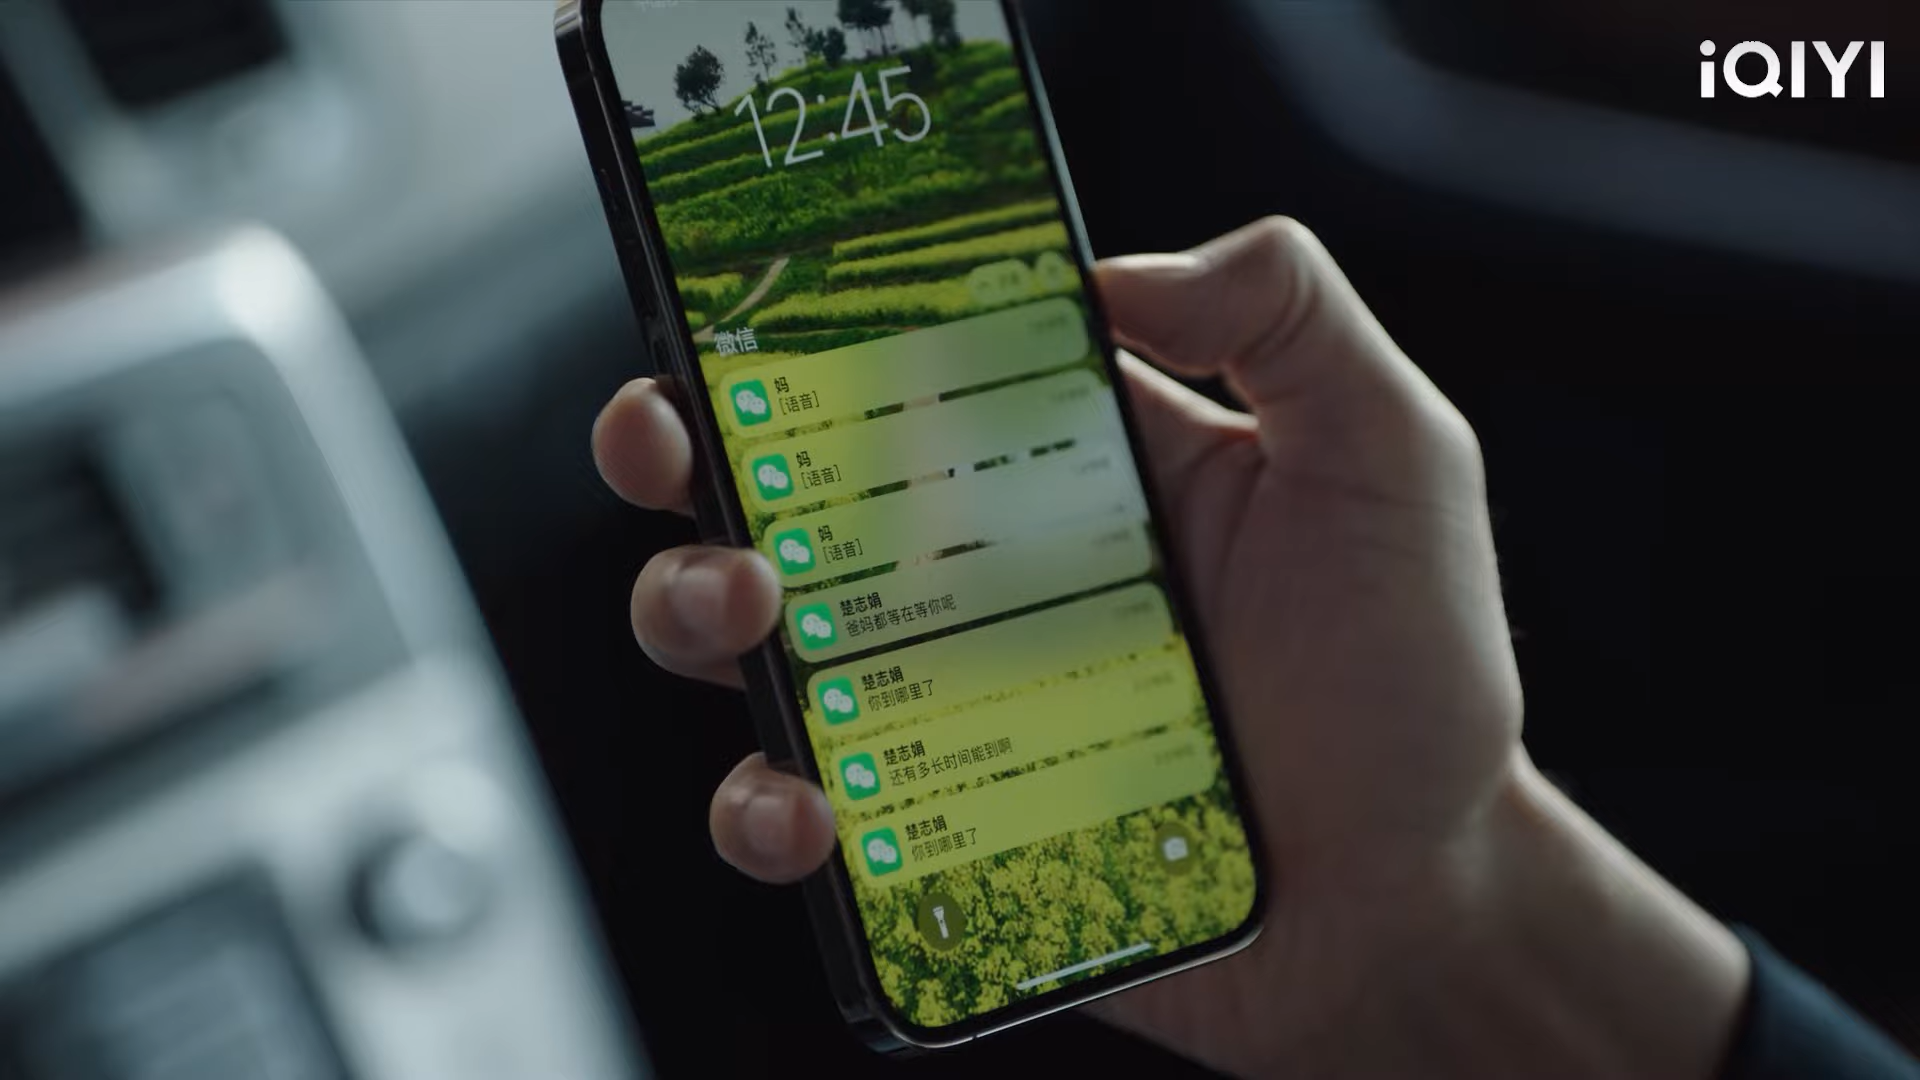 iQIYI
12:45
微信
妈
[语音]
妈
[语音]
妈
[语音]
楚志娟
爸妈都等在等你呢
楚志娟
你到哪里了
楚志娟
还有多长时间能到啊
楚志娟
你到哪里了